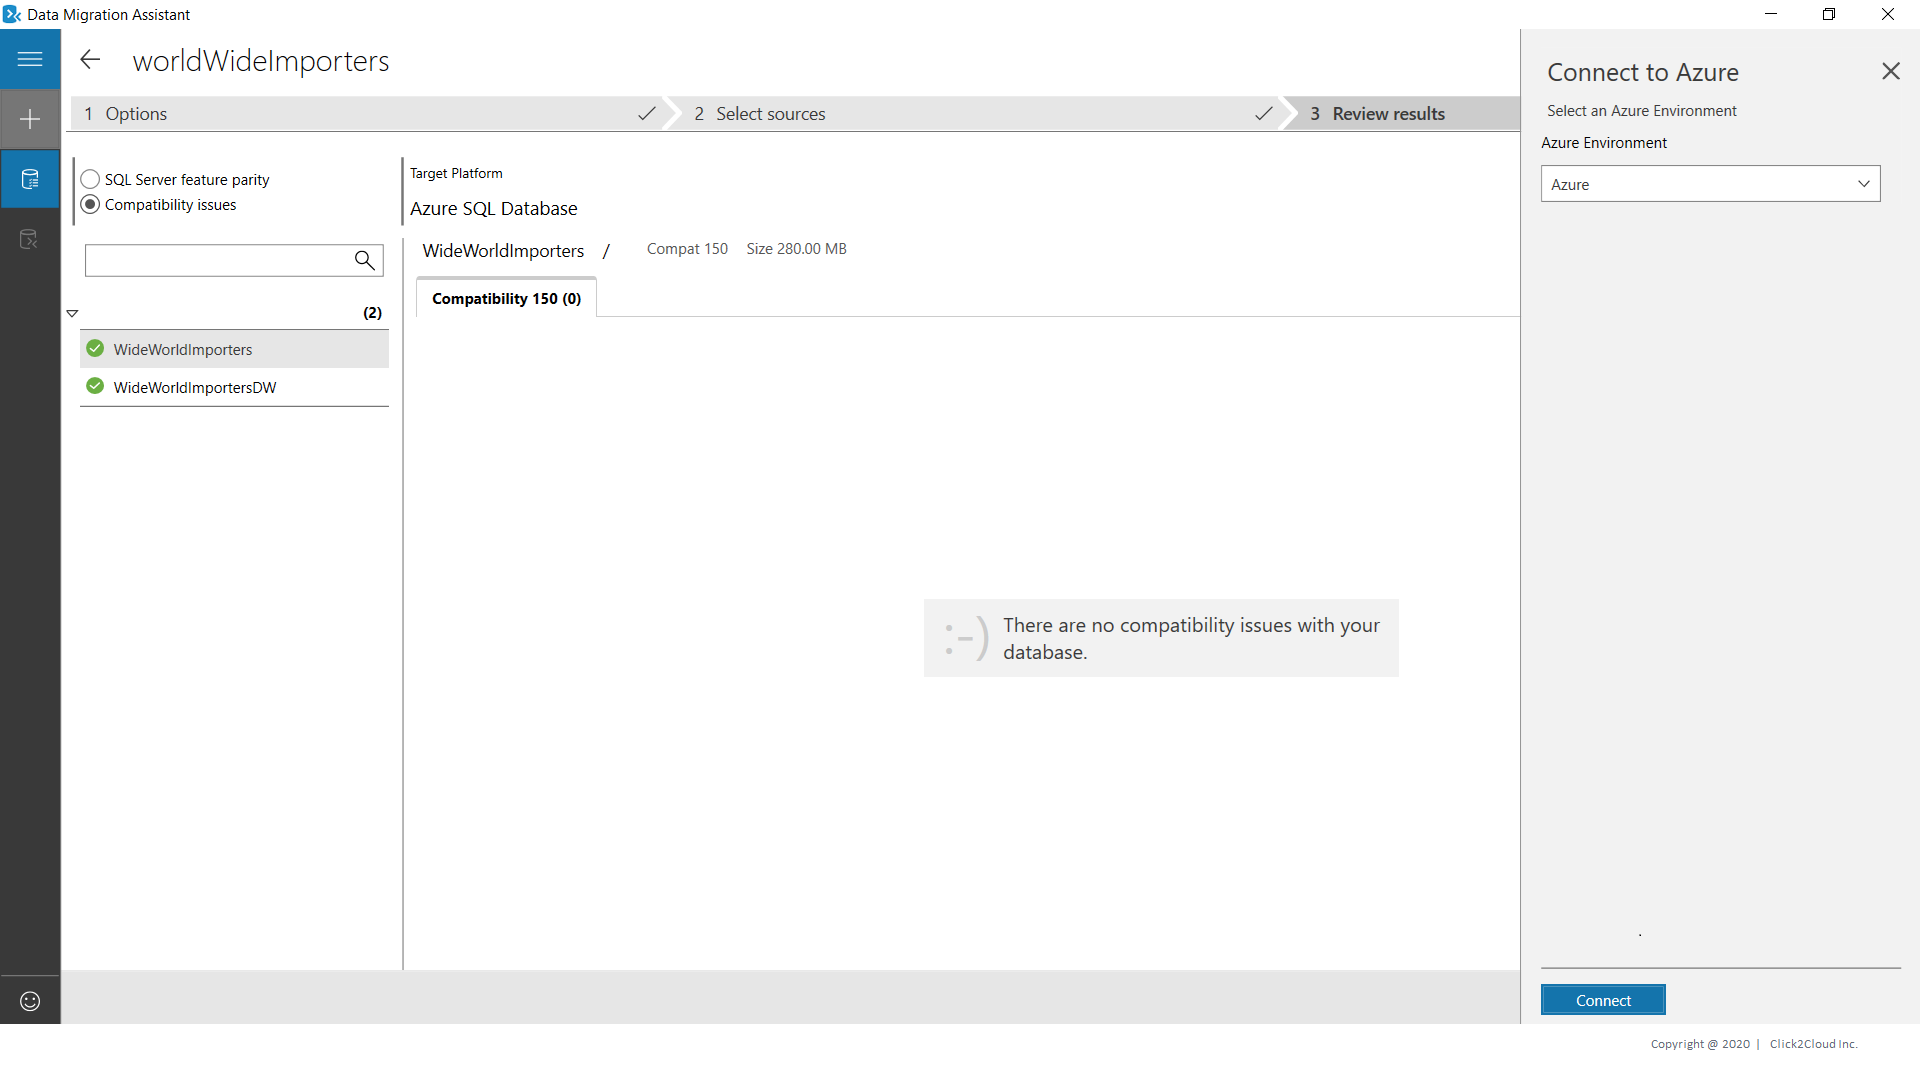 Data Migration Assistant
worldWideImporters
1 Options
2 Select sources
3 Review results
SQL Server feature parity
Compatibility issues
Target Platform
Azure SQL Database
WideWorldImporters / Compat 150 Size 280.00 MB
Compatibility 150 (0)
(2)
WideWorldImporters
WideWorldImportersDW
:-)
There are no compatibility issues with your
database.
Connect to Azure
Select an Azure Environment
Azure Environment
Azure
.
Connect
Copyright @ 2020 | Click2Cloud Inc.